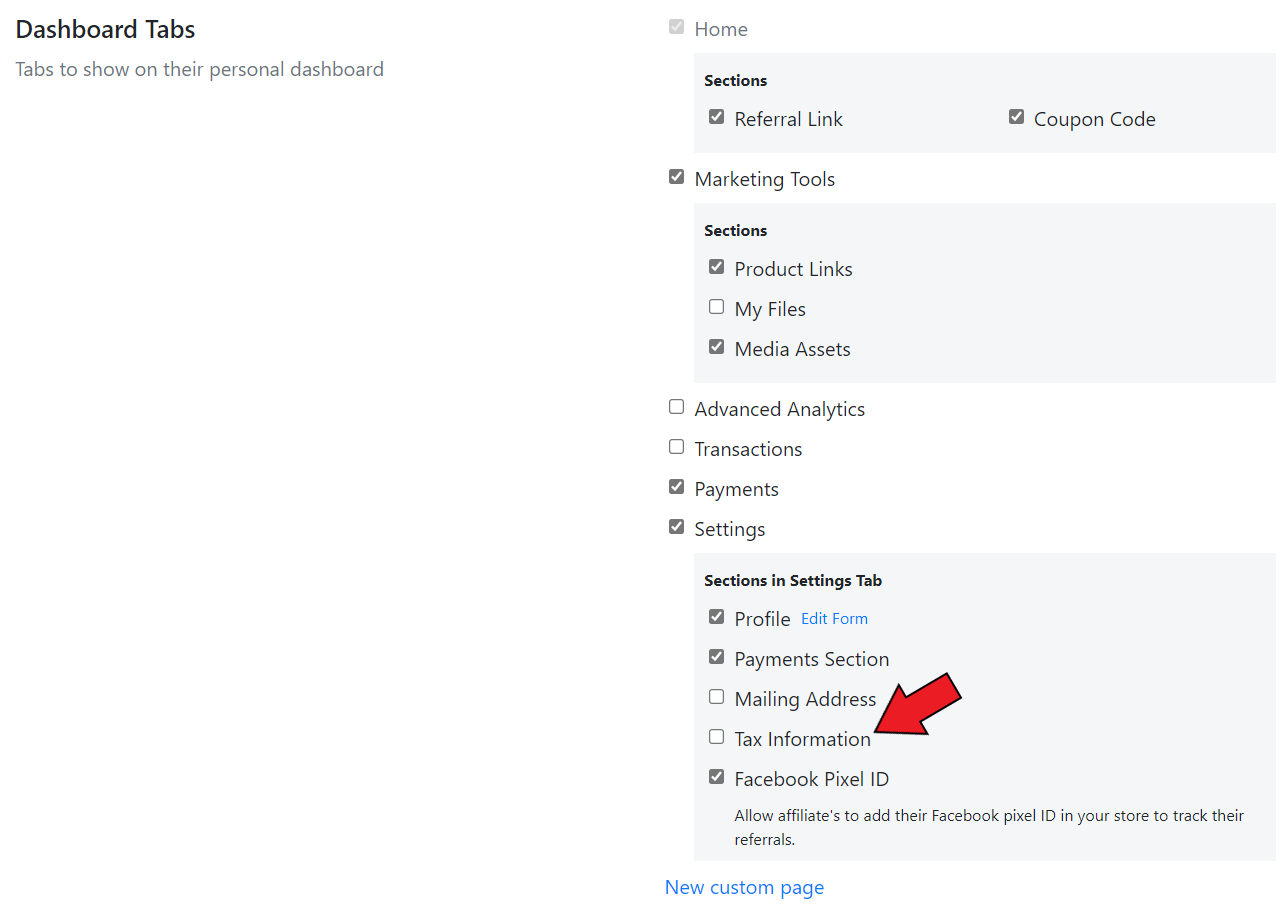 Dashboard Tabs
Tabs to show on their personal dashboard
Home
Sections
Referral Link
Coupon Code
Marketing Tools
Sections
Product Links
My Files
Media Assets
Advanced Analytics
Transactions
Payments
Settings
Sections in Settings Tab
Profile Edit Form
Payments Section
Mailing Address
Tax Information
Facebook Pixel ID
Allow affiliate's to add their Facebook pixel ID in your store to track their
referrals.
New custom page